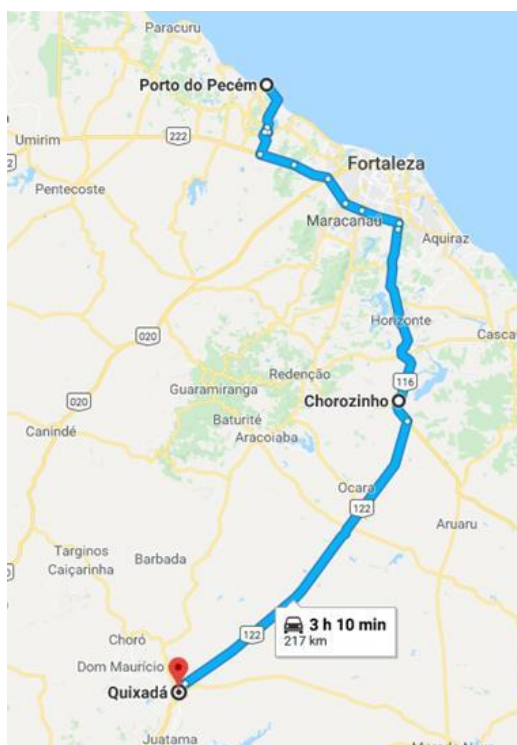 Paracuru
Porto do Pecém
222
Umirim
Fortaleza
Pentecoste
Maracanaú
Aquiraz
Horizonte
020
Casca
Redenção
116
Guaramiranga
Chorozinho
020
Baturité
Canindé
Aracoiaba
Ocara
122
Aruaru
Targinos
Caiçarinha
Barbada
3 h 10 min
217 km
122
Choró
Dom Maurício
Quixadá
Juatama